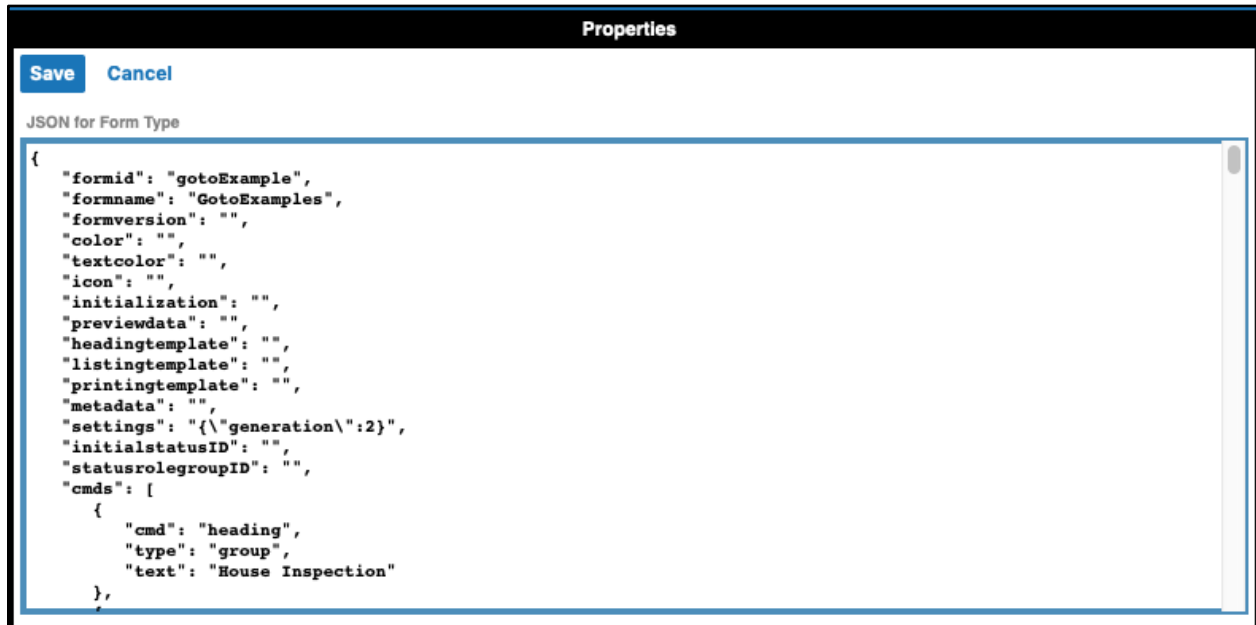 Properties
Save Cancel
JSON for Form Type
{
"formid": "gotoExample",
"formname": "GotoExamples",
"formversion": "",
"color": "",
"textcolor": "",
"icon": "",
"initialization": "",
"previewdata": "",
"headingtemplate": "",
"listingtemplate": "",
"printingtemplate": "",
"metadata": "",
"settings": "{\"generation\":2}",
"initialstatusID": "",
"statusrolegroupID": "",
"cmds": [
{
"cmd": "heading",
"type": "group",
"text": "House Inspection"
},